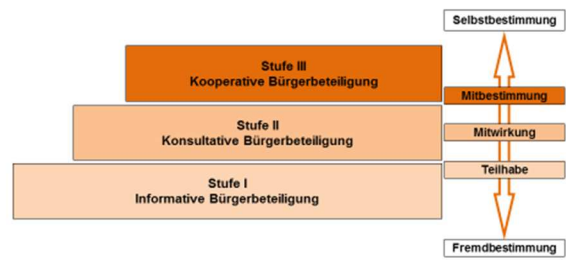 Selbstbestimmung
Stufe III
Kooperative Bürgerbeteiligung
Mitbestimmung
Stufe II
Konsultative Bürgerbeteiligung
Mitwirkung
Stufe I
Informative Bürgerbeteiligung
Teilhabe
Fremdbestimmung